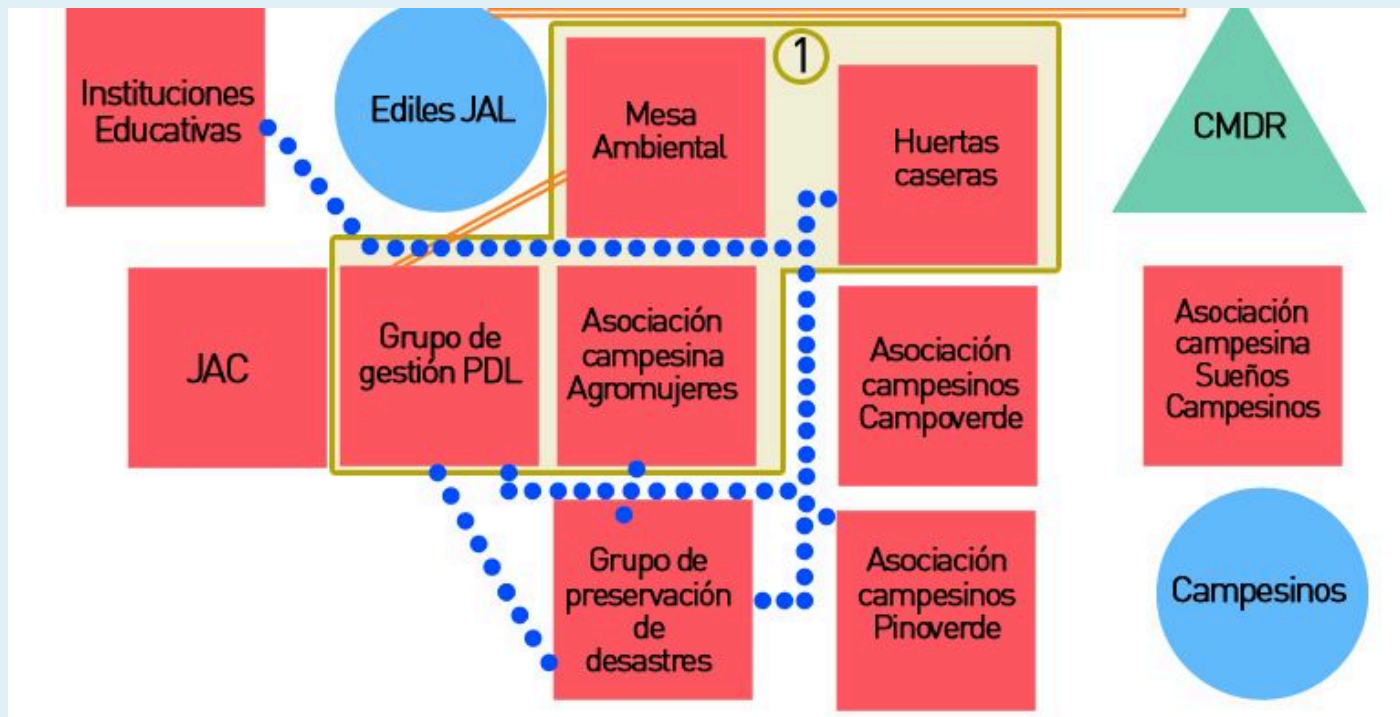 Instituciones
Educativas
Ediles JAL
Mesa
Ambiental
1
Huertas
caseras
CMDR
JAC
Grupo de
gestión PDL
Asociación
campesina
Agromujeres
Asociación
campesinos
Campoverde
Asociación
campesina
Sueños
Campesinos
Grupo de
preservación
de
desastres
Asociación
campesinos
Pinoverde
Campesinos